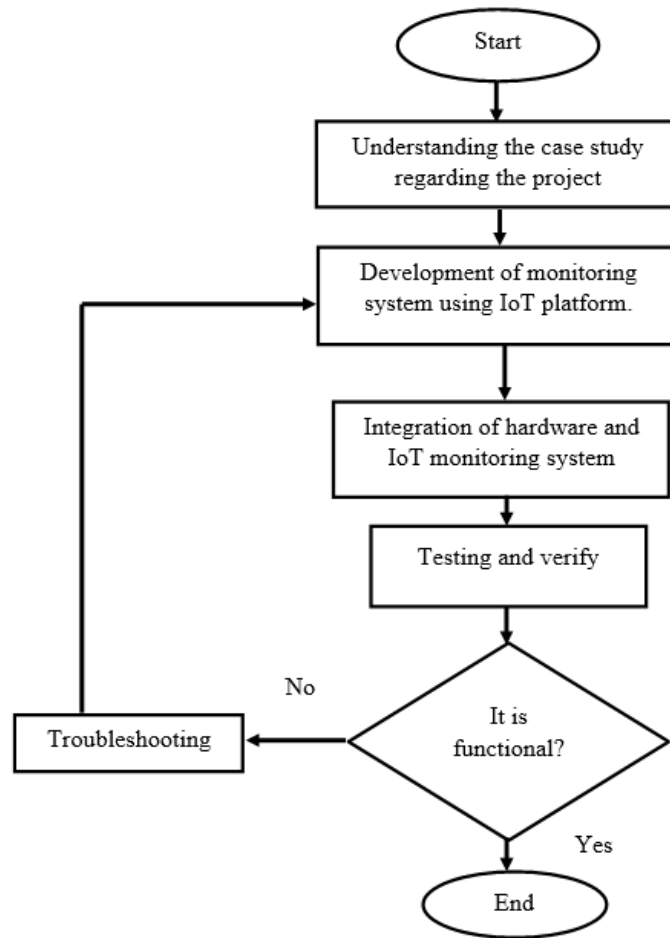 Start
Understanding the case study
regarding the project
Development of monitoring
system using IoT platform.
Integration of hardware and
IoT monitoring system
Testing and verify
No
It is
functional?
Troubleshooting
Yes
End